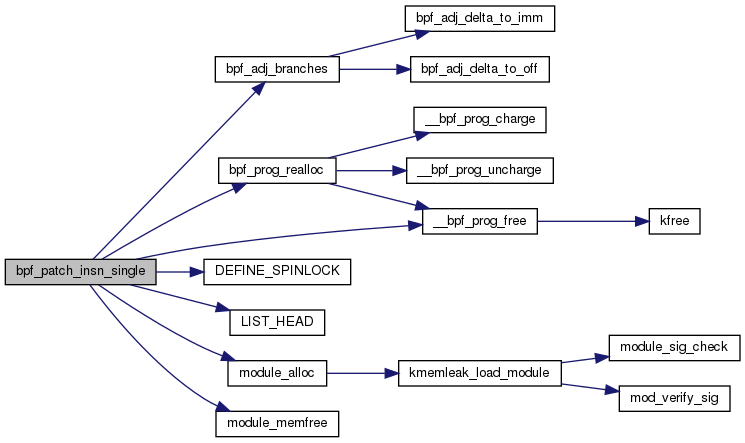 bpf_adj_delta_to_imm
bpf_adj_branches
bpf_adj_delta_to_off
__bpf_prog_charge
bpf_prog_realloc
__bpf_prog_uncharge
__bpf_prog_free
kfree
bpf_patch_insn_single
DEFINE_SPINLOCK
LIST_HEAD
module_sig_check
module_alloc
kmemleak_load_module
mod_verify_sig
module_memfree